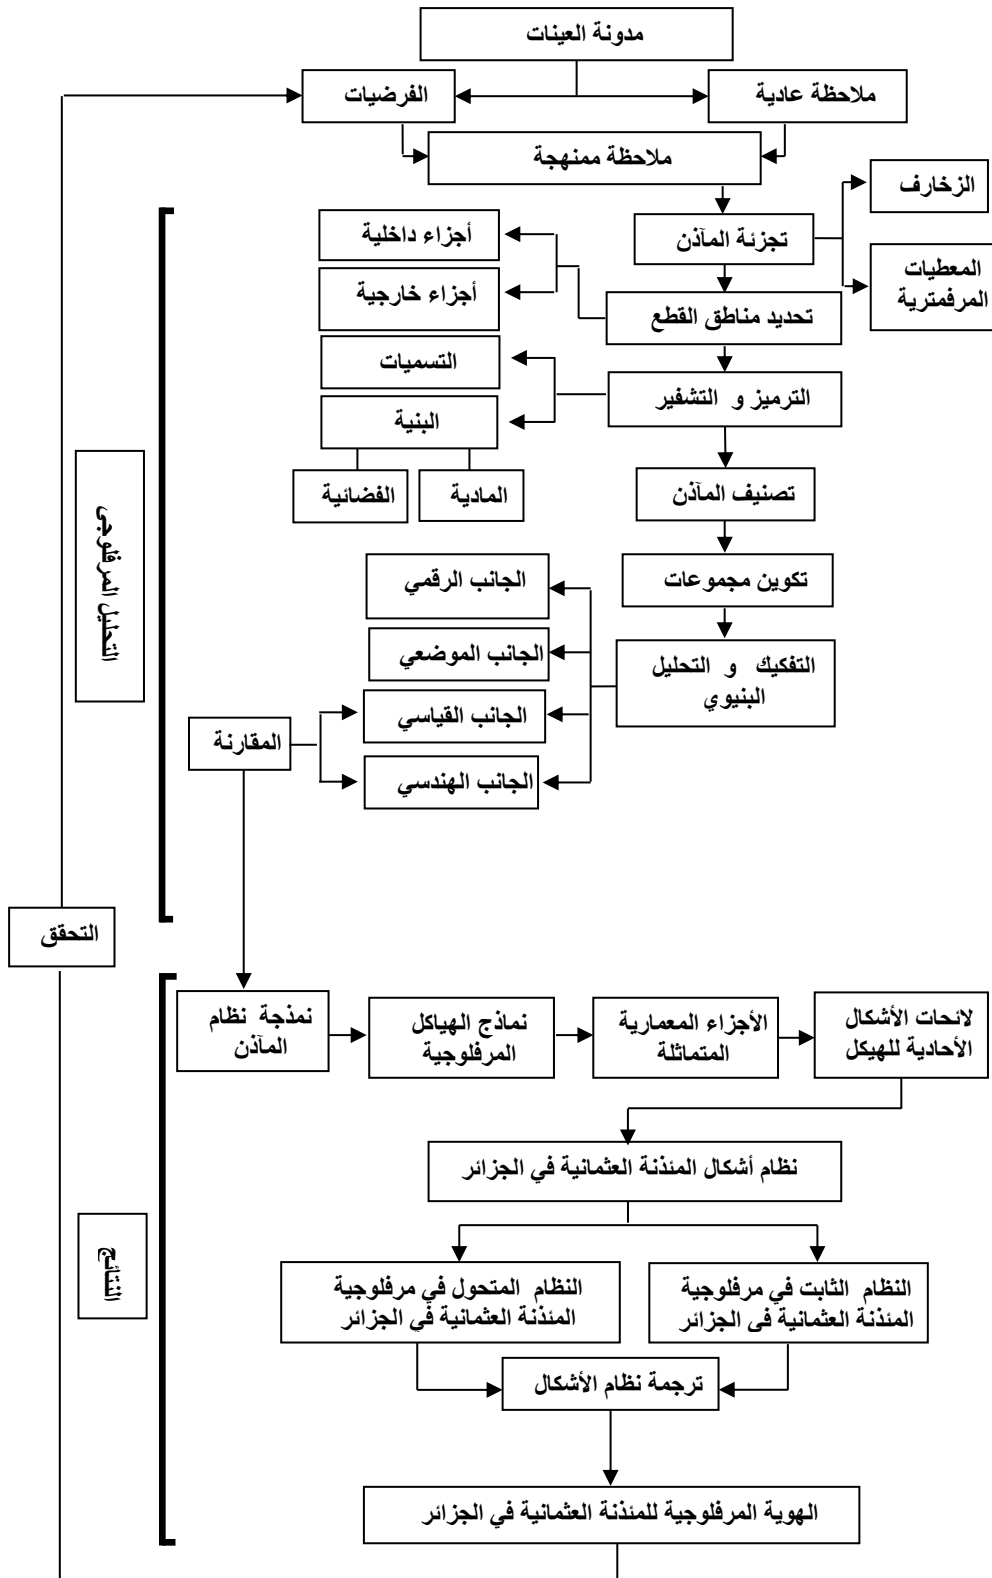 مدونة العينات
ملاحظة عادية
الفرضيات
ملاحظة ممنهجة
الزخارف
تجزئة المآذن
أجزاء داخلية
المعطيات
المرفمترية
أجزاء خارجية
تحديد مناطق القطع
التسميات
الترميز و التشفير
البنية
المادية
الفضائية
تصنيف المآذن
التحليل المرفلوجي
تكوين مجموعات
الجانب الرقمي
التفكيك و التحليل
البنيوي
الجانب الموضعي
الجانب القياسي
المقارنة
الجانب الهندسي
التحقق
لائحات الأشكال
الأحادية للهيكل
الأجزاء المعمارية
المتماثلة
نماذج الهياكل
المرفلوجية
نمذجة نظام
المآذن
نظام أشكال المئذنة العثمانية في الجزائر
النتائج
النظام الثابت في مرفلوجية
المئذنة العثمانية في الجزائر
النظام المتحول في مرفلوجية
المئذنة العثمانية في الجزائر
ترجمة نظام الأشكال
الهوية المرفلوجية للمئذنة العثمانية في الجزائر